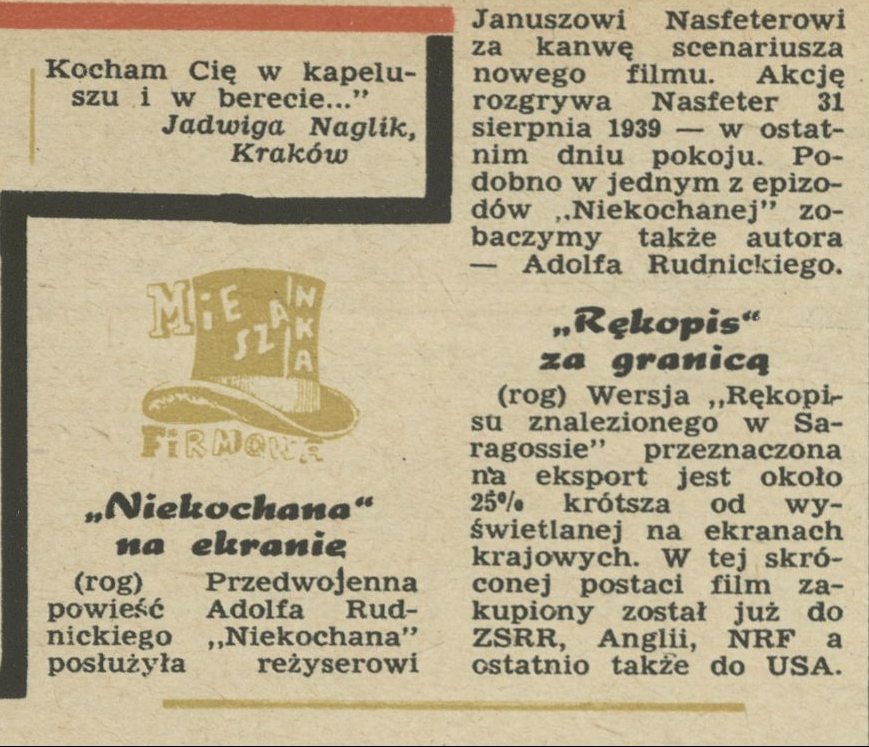 Kocham Cię w kapelu-
szu i w berecie...”
Jadwiga Naglik,
Kraków
MiESZANKA
FiRMOWA
„Niekochana“
na ekranie
(rog) Przedwojenna
powieść Adolfa Rud-
nickiego „Niekochana”
posłużyła reżyserowi
Januszowi Nasfeterowi
za kanwę scenariusza
nowego filmu. Akcję
rozgrywa Nasfeter 31
sierpnia 1939 — w ostat-
nim dniu pokoju. Po-
dobno w jednym z epizo-
dów „Niekochanej” zo-
baczymy także autora
— Adolfa Rudnickiego.
„Rękopis“
za granicą
(rog) Wersja „Rękopi-
su znalezionego w Sa-
ragossie” przeznaczona
na eksport jest około
25% krótsza od wy-
świetlanej na ekranach
krajowych. W tej skró-
conej postaci film za-
kupiony został już do
ZSRR, Anglii, NRF a
ostatnio także do USA.